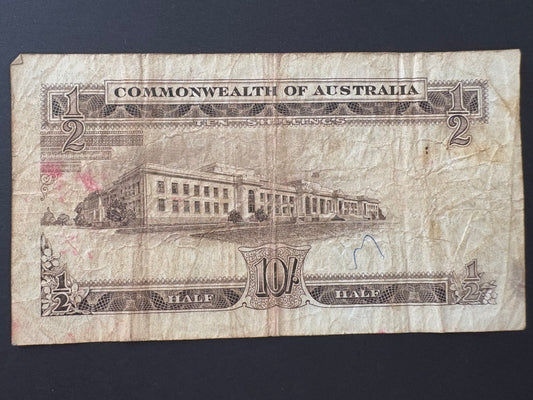 COMMONWEALTH OF AUSTRALIA
1/2 1/2
TEN SHILLINGS
1/2 10/- 1/2
HALF HALF